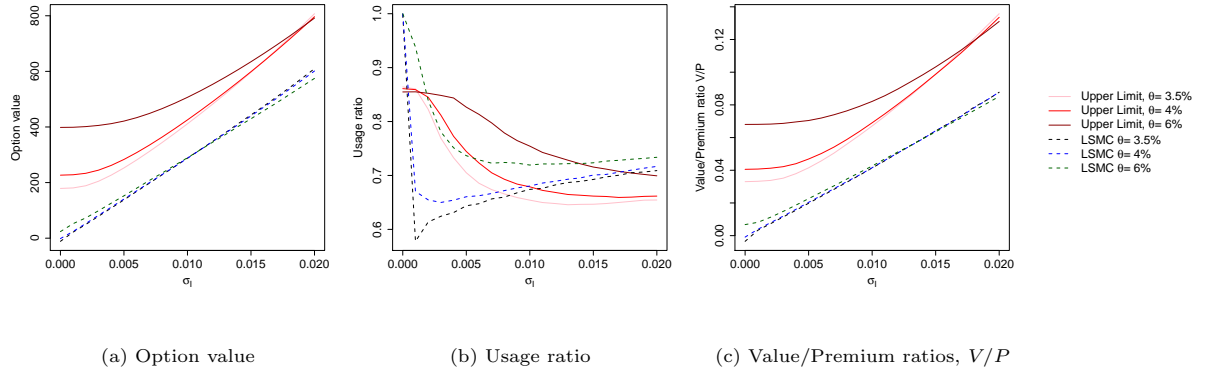 800
600
400
200
0
Option value
0.000 0.005 0.010 0.015 0.020
σI
1.0
0.9
0.8
0.7
0.6
Usage ratio
0.000 0.005 0.010 0.015 0.020
σI
0.12
0.08
0.04
0.00
Value/Premium ratio V/P
0.000 0.005 0.010 0.015 0.020
σI
Upper Limit, θ= 3.5%
Upper Limit, θ= 4%
Upper Limit, θ= 6%
LSMC θ= 3.5%
LSMC θ= 4%
LSMC θ= 6%
(a) Option value
(b) Usage ratio
(c) Value/Premium ratios, V/P